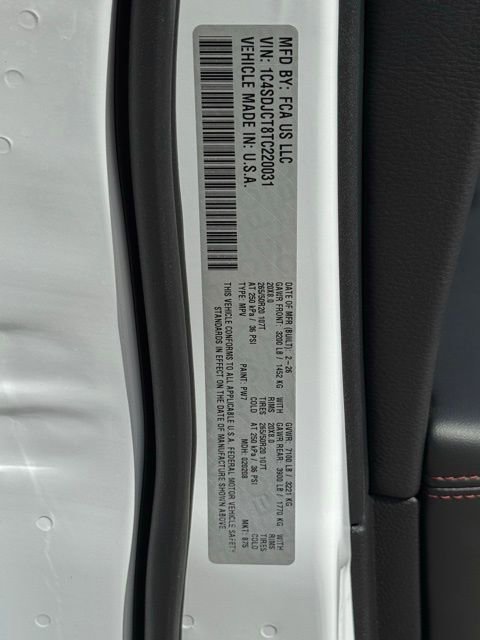 MFD BY: FCA US LLC
VIN: 1C4SDJCT8TC220031
VEHICLE MADE IN: U.S.A.
DATE OF MFR (BUILT): 2-26 GVWR: 7100 LB / 3221 KG
GAWR FRONT: 3200 LB / 1452 KG WITH GAWR REAR: 3900 LB / 1770 KG WITH
20X8.0 RIMS 20X8.0 RIMS
265/50R20 107T TIRES 265/50R20 107T TIRES
AT 250 kPa / 36 PSI COLD AT 250 kPa / 36 PSI COLD
TYPE: MPV PAINT: PW7 MDH: 020208 MKT: 875
THIS VEHICLE CONFORMS TO ALL APPLICABLE U.S.A. FEDERAL MOTOR VEHICLE SAFETY
STANDARDS IN EFFECT ON THE DATE OF MANUFACTURE SHOWN ABOVE.